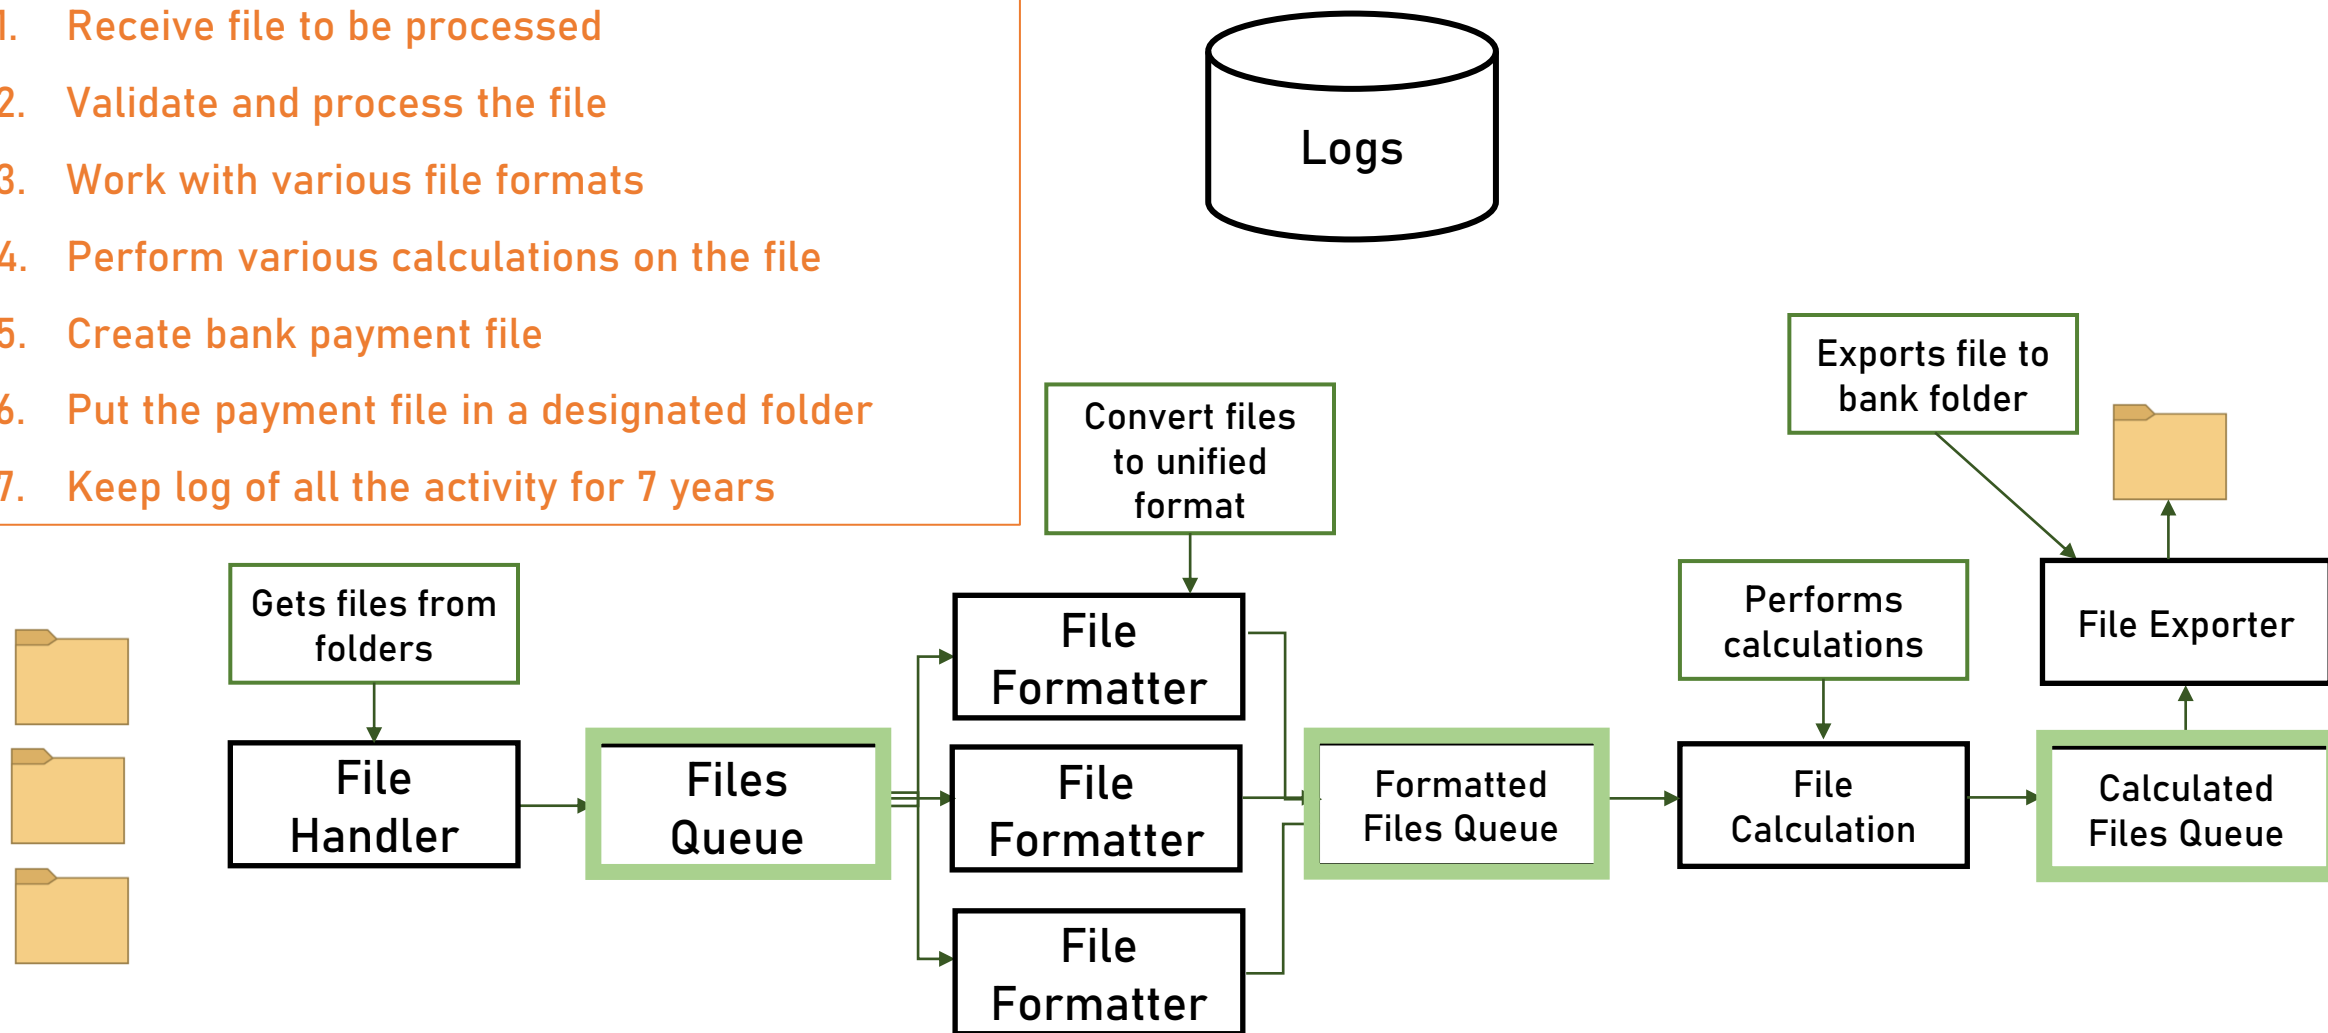 1. Receive file to be processed
2. Validate and process the file
3. Work with various file formats
4. Perform various calculations on the file
5. Create bank payment file
6. Put the payment file in a designated folder
7. Keep log of all the activity for 7 years
Logs
Gets files from
folders
File
Handler
Files
Queue
Convert files
to unified
format
File
Formatter
File
Formatter
File
Formatter
Formatted
Files Queue
Performs
calculations
File
Calculation
Calculated
Files Queue
File Exporter
Exports file to
bank folder